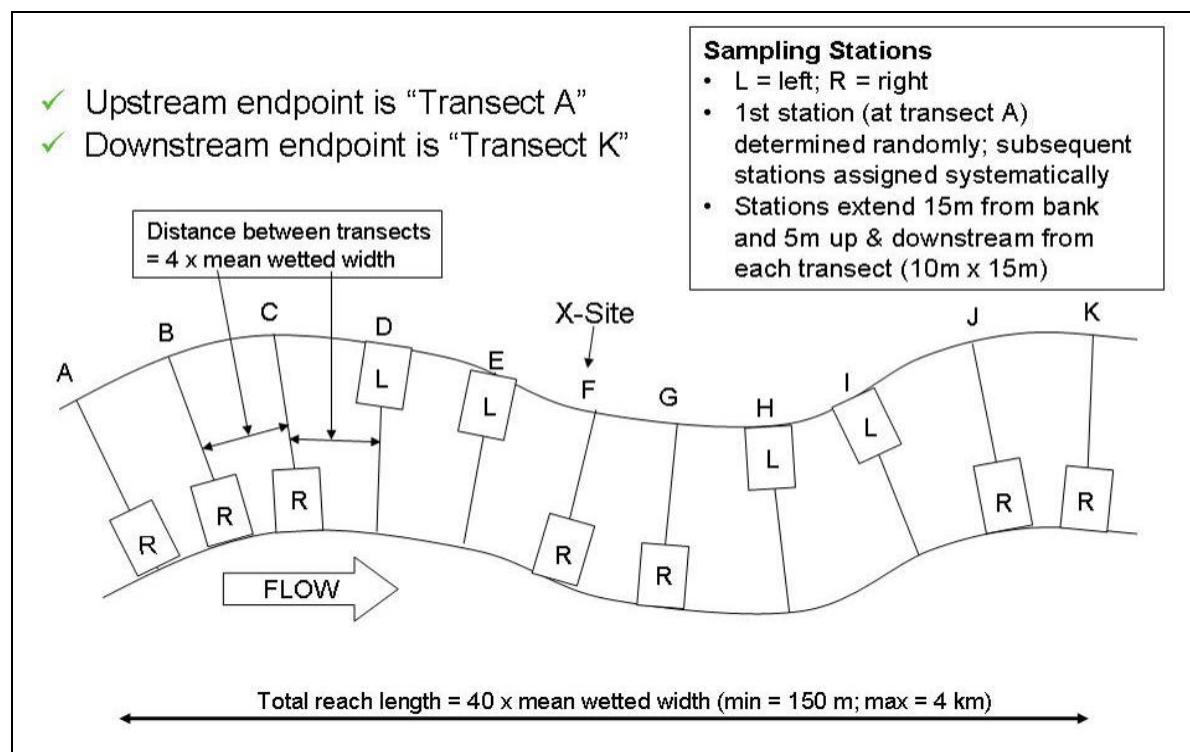 ✓ Upstream endpoint is “Transect A”
✓ Downstream endpoint is “Transect K”
Sampling Stations
• L = left; R = right
• 1st station (at transect A)
determined randomly; subsequent
stations assigned systematically
• Stations extend 15m from bank
and 5m up & downstream from
each transect (10m x 15m)
Distance between transects
= 4 x mean wetted width
X-Site
A
B
C
D
E
F
G
H
I
J
K
R
R
R
L
L
R
R
L
L
R
R
FLOW
Total reach length = 40 x mean wetted width (min = 150 m; max = 4 km)